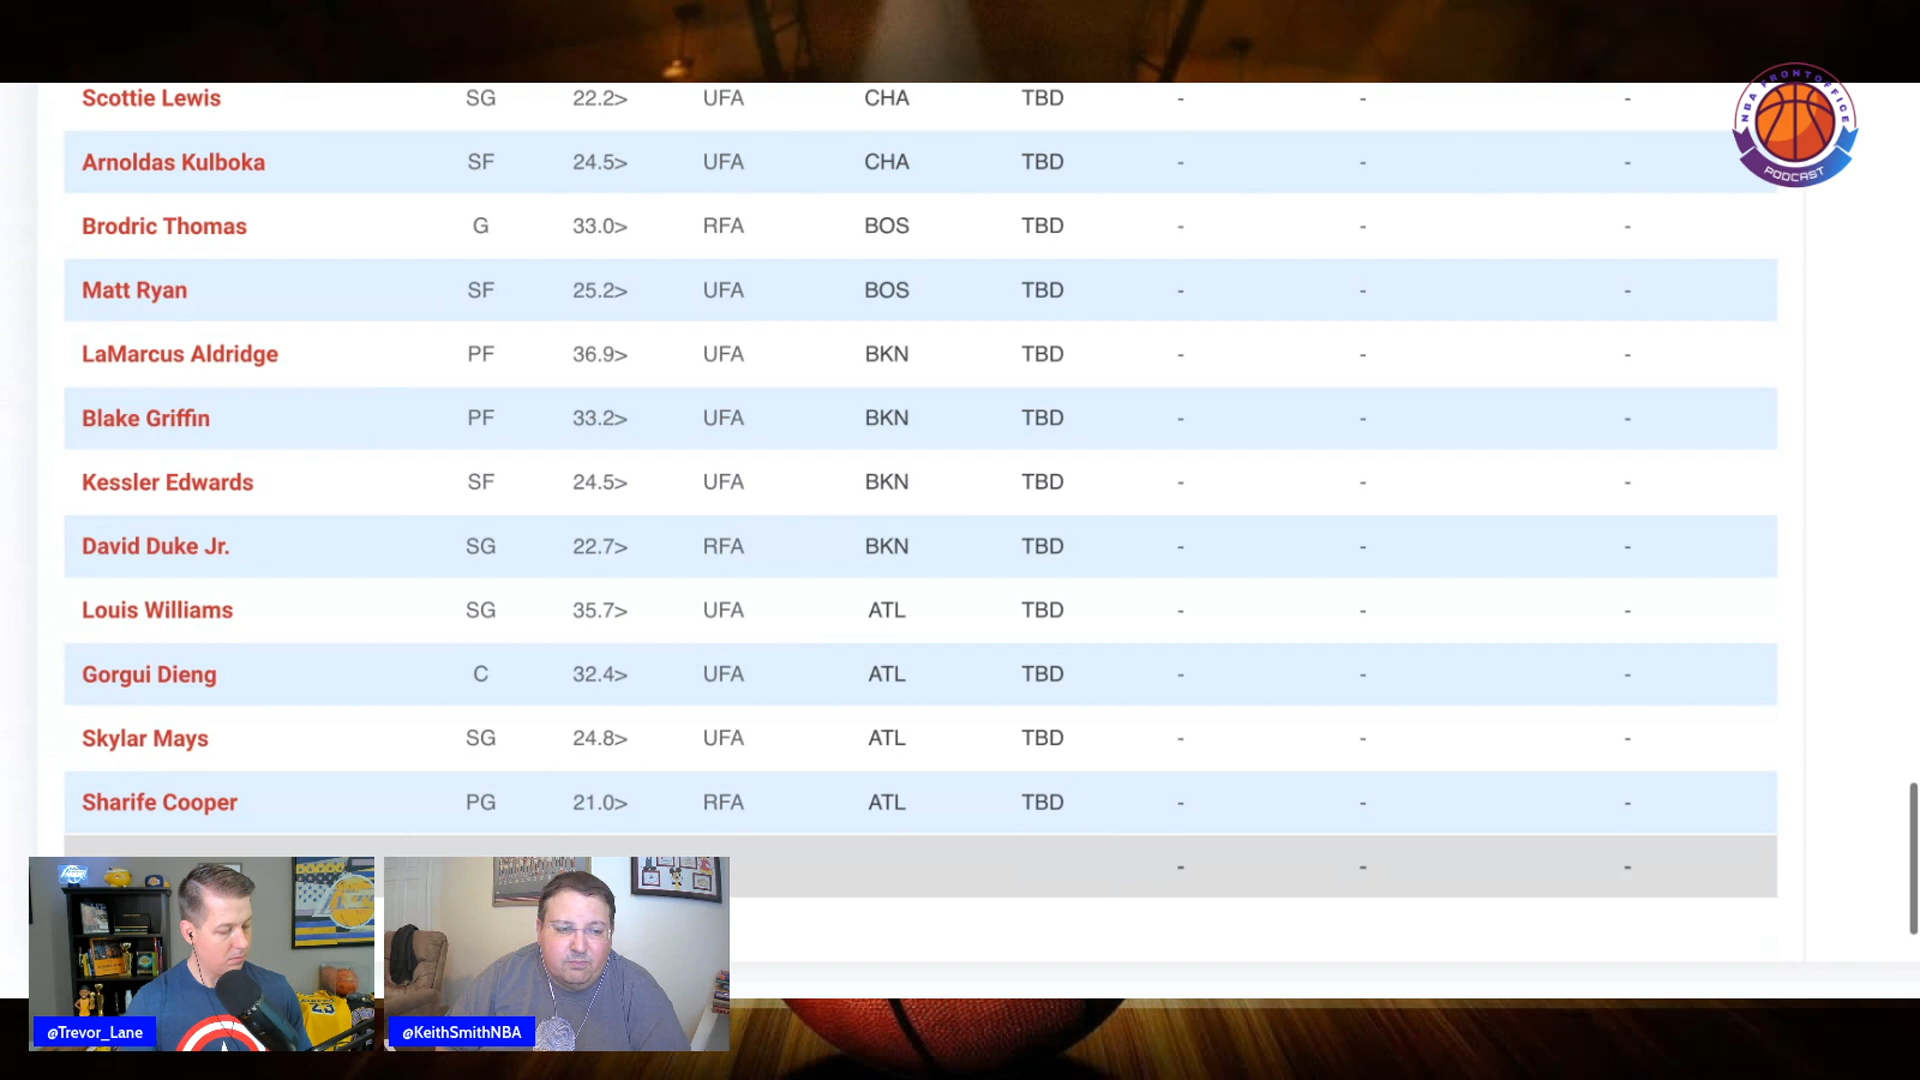 Scottie Lewis SG 22.2> UFA CHA TBD - - -
Arnoldas Kulboka SF 24.5> UFA CHA TBD - - -
Brodric Thomas G 33.0> RFA BOS TBD - - -
Matt Ryan SF 25.2> UFA BOS TBD - - -
LaMarcus Aldridge PF 36.9> UFA BKN TBD - - -
Blake Griffin PF 33.2> UFA BKN TBD - - -
Kessler Edwards SF 24.5> UFA BKN TBD - - -
David Duke Jr. SG 22.7> RFA BKN TBD - - -
Louis Williams SG 35.7> UFA ATL TBD - - -
Gorgui Dieng C 32.4> UFA ATL TBD - - -
Skylar Mays SG 24.8> UFA ATL TBD - - -
Sharife Cooper PG 21.0> RFA ATL TBD - - -
- - -
NBA FRONT OFFICE
PODCAST
23
@Trevor_Lane
@KeithSmithNBA